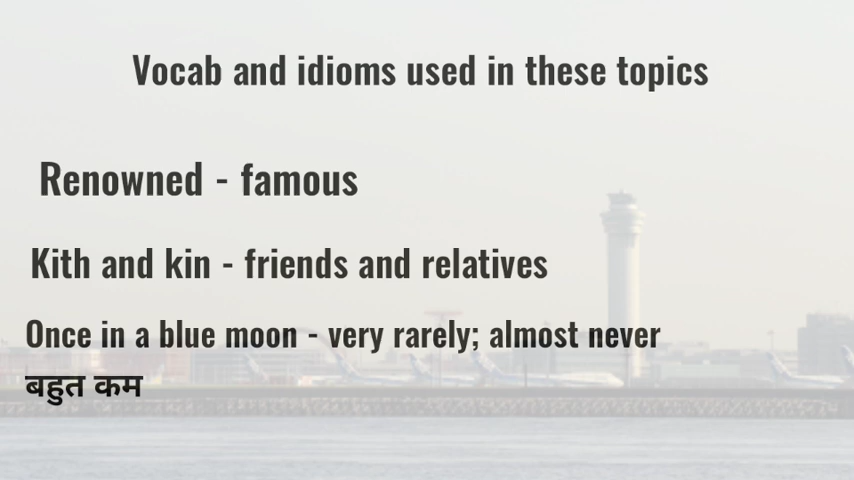 Vocab and idioms used in these topics
Renowned - famous
Kith and kin - friends and relatives
Once in a blue moon - very rarely; almost never
बहुत कम